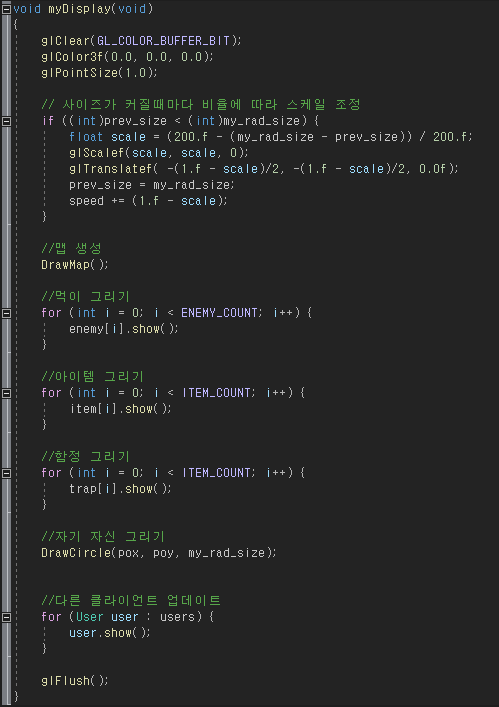 void myDisplay(void)
{
glClear(GL_COLOR_BUFFER_BIT);
glColor3f(0.0, 0.0, 0.0);
glPointSize(1.0);
// 사이즈가 커질때마다 비율에 따라 스케일 조정
if ((int)prev_size < (int)my_rad_size) {
float scale = (200.f - (my_rad_size - prev_size)) / 200.f;
glScalef(scale, scale, 0);
glTranslatef( -(1.f - scale)/2, -(1.f - scale)/2, 0.0f);
prev_size = my_rad_size;
speed += (1.f - scale);
}
//맵 생성
DrawMap();
//먹이 그리기
for (int i = 0; i < ENEMY_COUNT; i++) {
enemy[i].show();
}
//아이템 그리기
for (int i = 0; i < ITEM_COUNT; i++) {
item[i].show();
}
//함정 그리기
for (int i = 0; i < ITEM_COUNT; i++) {
trap[i].show();
}
//자기 자신 그리기
DrawCircle(pox, poy, my_rad_size);
//다른 클라이언트 업데이트
for (User user : users) {
user.show();
}
glFlush();
}